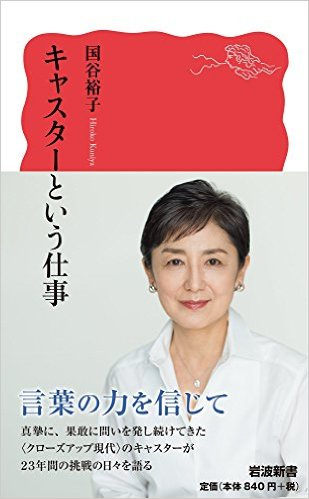 国谷裕子
Hiroko Kuniya
キャスターという仕事
言葉の力を信じて
真摯に、果敢に問いを発し続けてきた
〈クローズアップ現代〉のキャスターが
23年間の挑戦の日々を語る
岩波新書
定価(本体 840円+税)